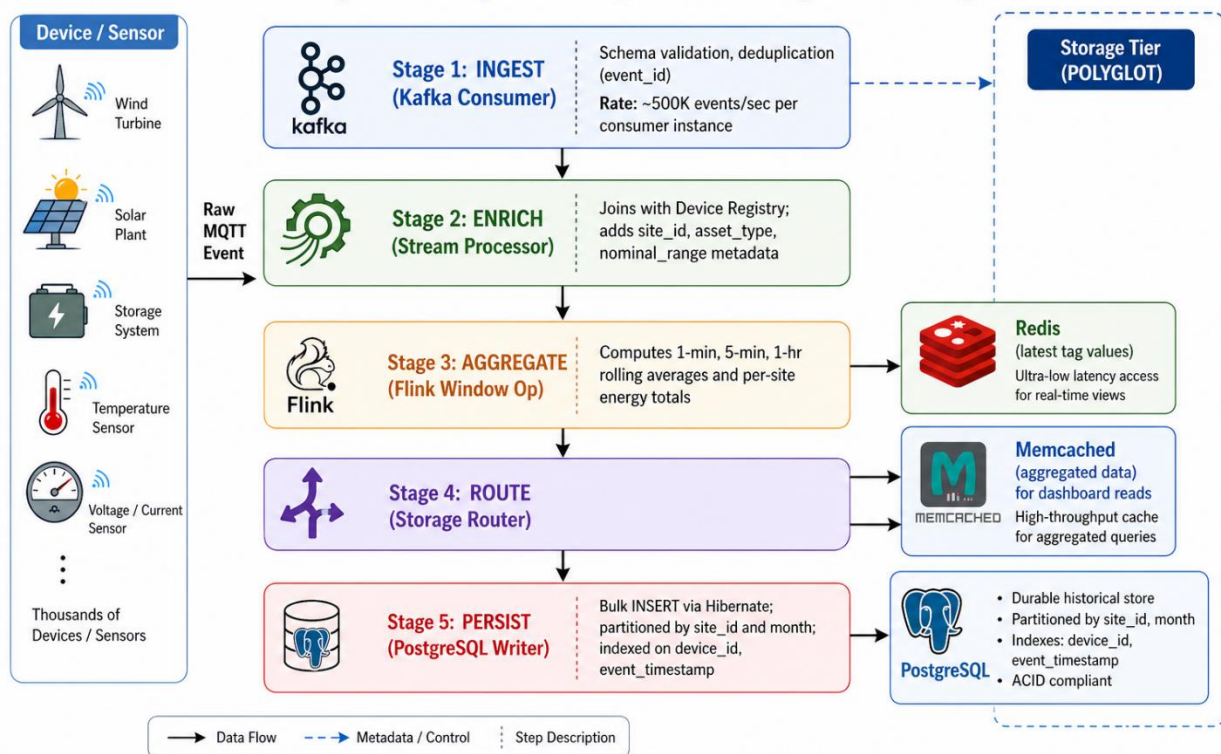 Device / Sensor
Wind
Turbine
Solar
Plant
Storage
System
Temperature
Sensor
Voltage / Current
Sensor
Thousands of
Devices / Sensors
Raw
MQTT
Event
kafka
Stage 1: INGEST
(Kafka Consumer)
Schema validation, deduplication
(event_id)
Rate: ~500K events/sec per
consumer instance
Stage 2: ENRICH
(Stream Processor)
Joins with Device Registry;
adds site_id, asset_type,
nominal_range metadata
Flink
Stage 3: AGGREGATE
(Flink Window Op)
Computes 1-min, 5-min, 1-hr
rolling averages and per-site
energy totals
Stage 4: ROUTE
(Storage Router)
Stage 5: PERSIST
(PostgreSQL Writer)
Bulk INSERT via Hibernate;
partitioned by site_id and month;
indexed on device_id,
event_timestamp
Storage Tier
(POLYGLOT)
Redis
(latest tag values)
Ultra-low latency access
for real-time views
M
MEMCACHED
Memcached
(aggregated data)
for dashboard reads
High-throughput cache
for aggregated queries
PostgreSQL
• Durable historical store
• Partitioned by site_id, month
• Indexes: device_id,
event_timestamp
• ACID compliant
Data Flow
Metadata / Control
Step Description